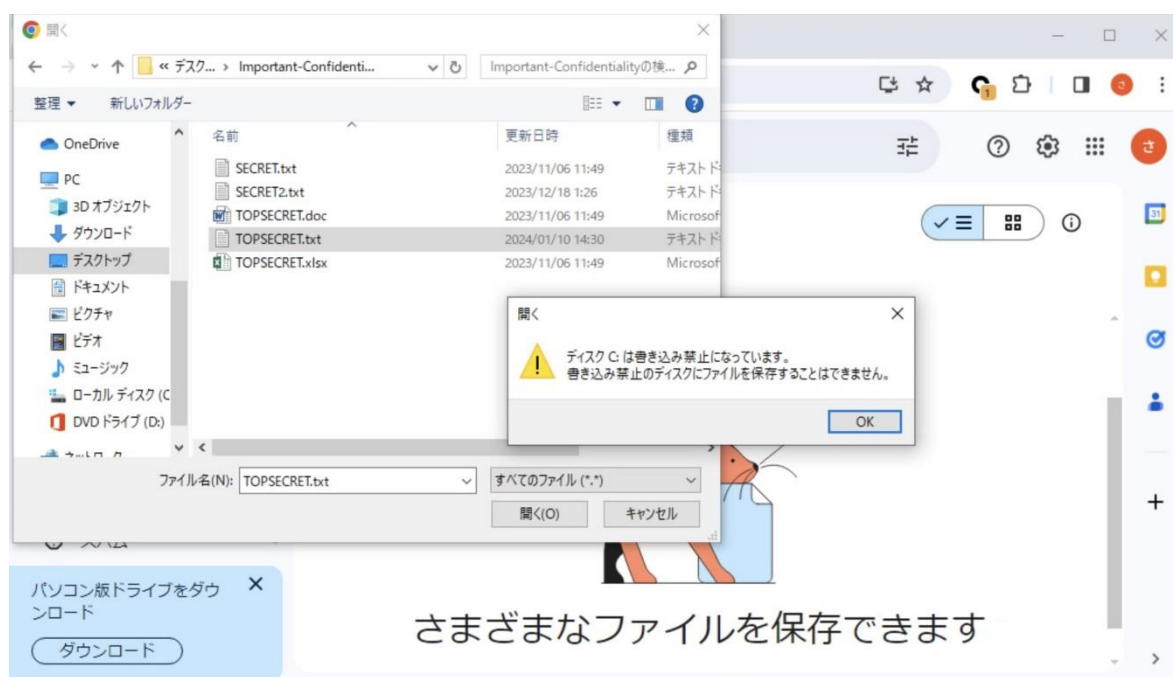 開く
« デスク... › Important-Confidenti...
Important-Confidentialityの検...
整理
新しいフォルダー
名前
更新日時
種類
OneDrive
PC
3D オブジェクト
ダウンロード
デスクトップ
ドキュメント
ピクチャ
ビデオ
ミュージック
ローカル ディスク (C
DVD ドライブ (D:)
SECRET.txt 2023/11/06 11:49 テキスト
SECRET2.txt 2023/12/18 1:26 テキスト
TOPSECRET.doc 2023/11/06 11:49 Microsof
TOPSECRET.txt 2024/01/10 14:30 テキスト
TOPSECRET.xlsx 2023/11/06 11:49 Microsof
ファイル名(N): TOPSECRET.txt
すべてのファイル (*.*)
開く(O)
キャンセル
開く
ディスク C: は書き込み禁止になっています。
書き込み禁止のディスクにファイルを保存することはできません。
OK
1
さ
さ
31
パソコン版ドライブをダウ
ンロード
ダウンロード
さまざまなファイルを保存できます